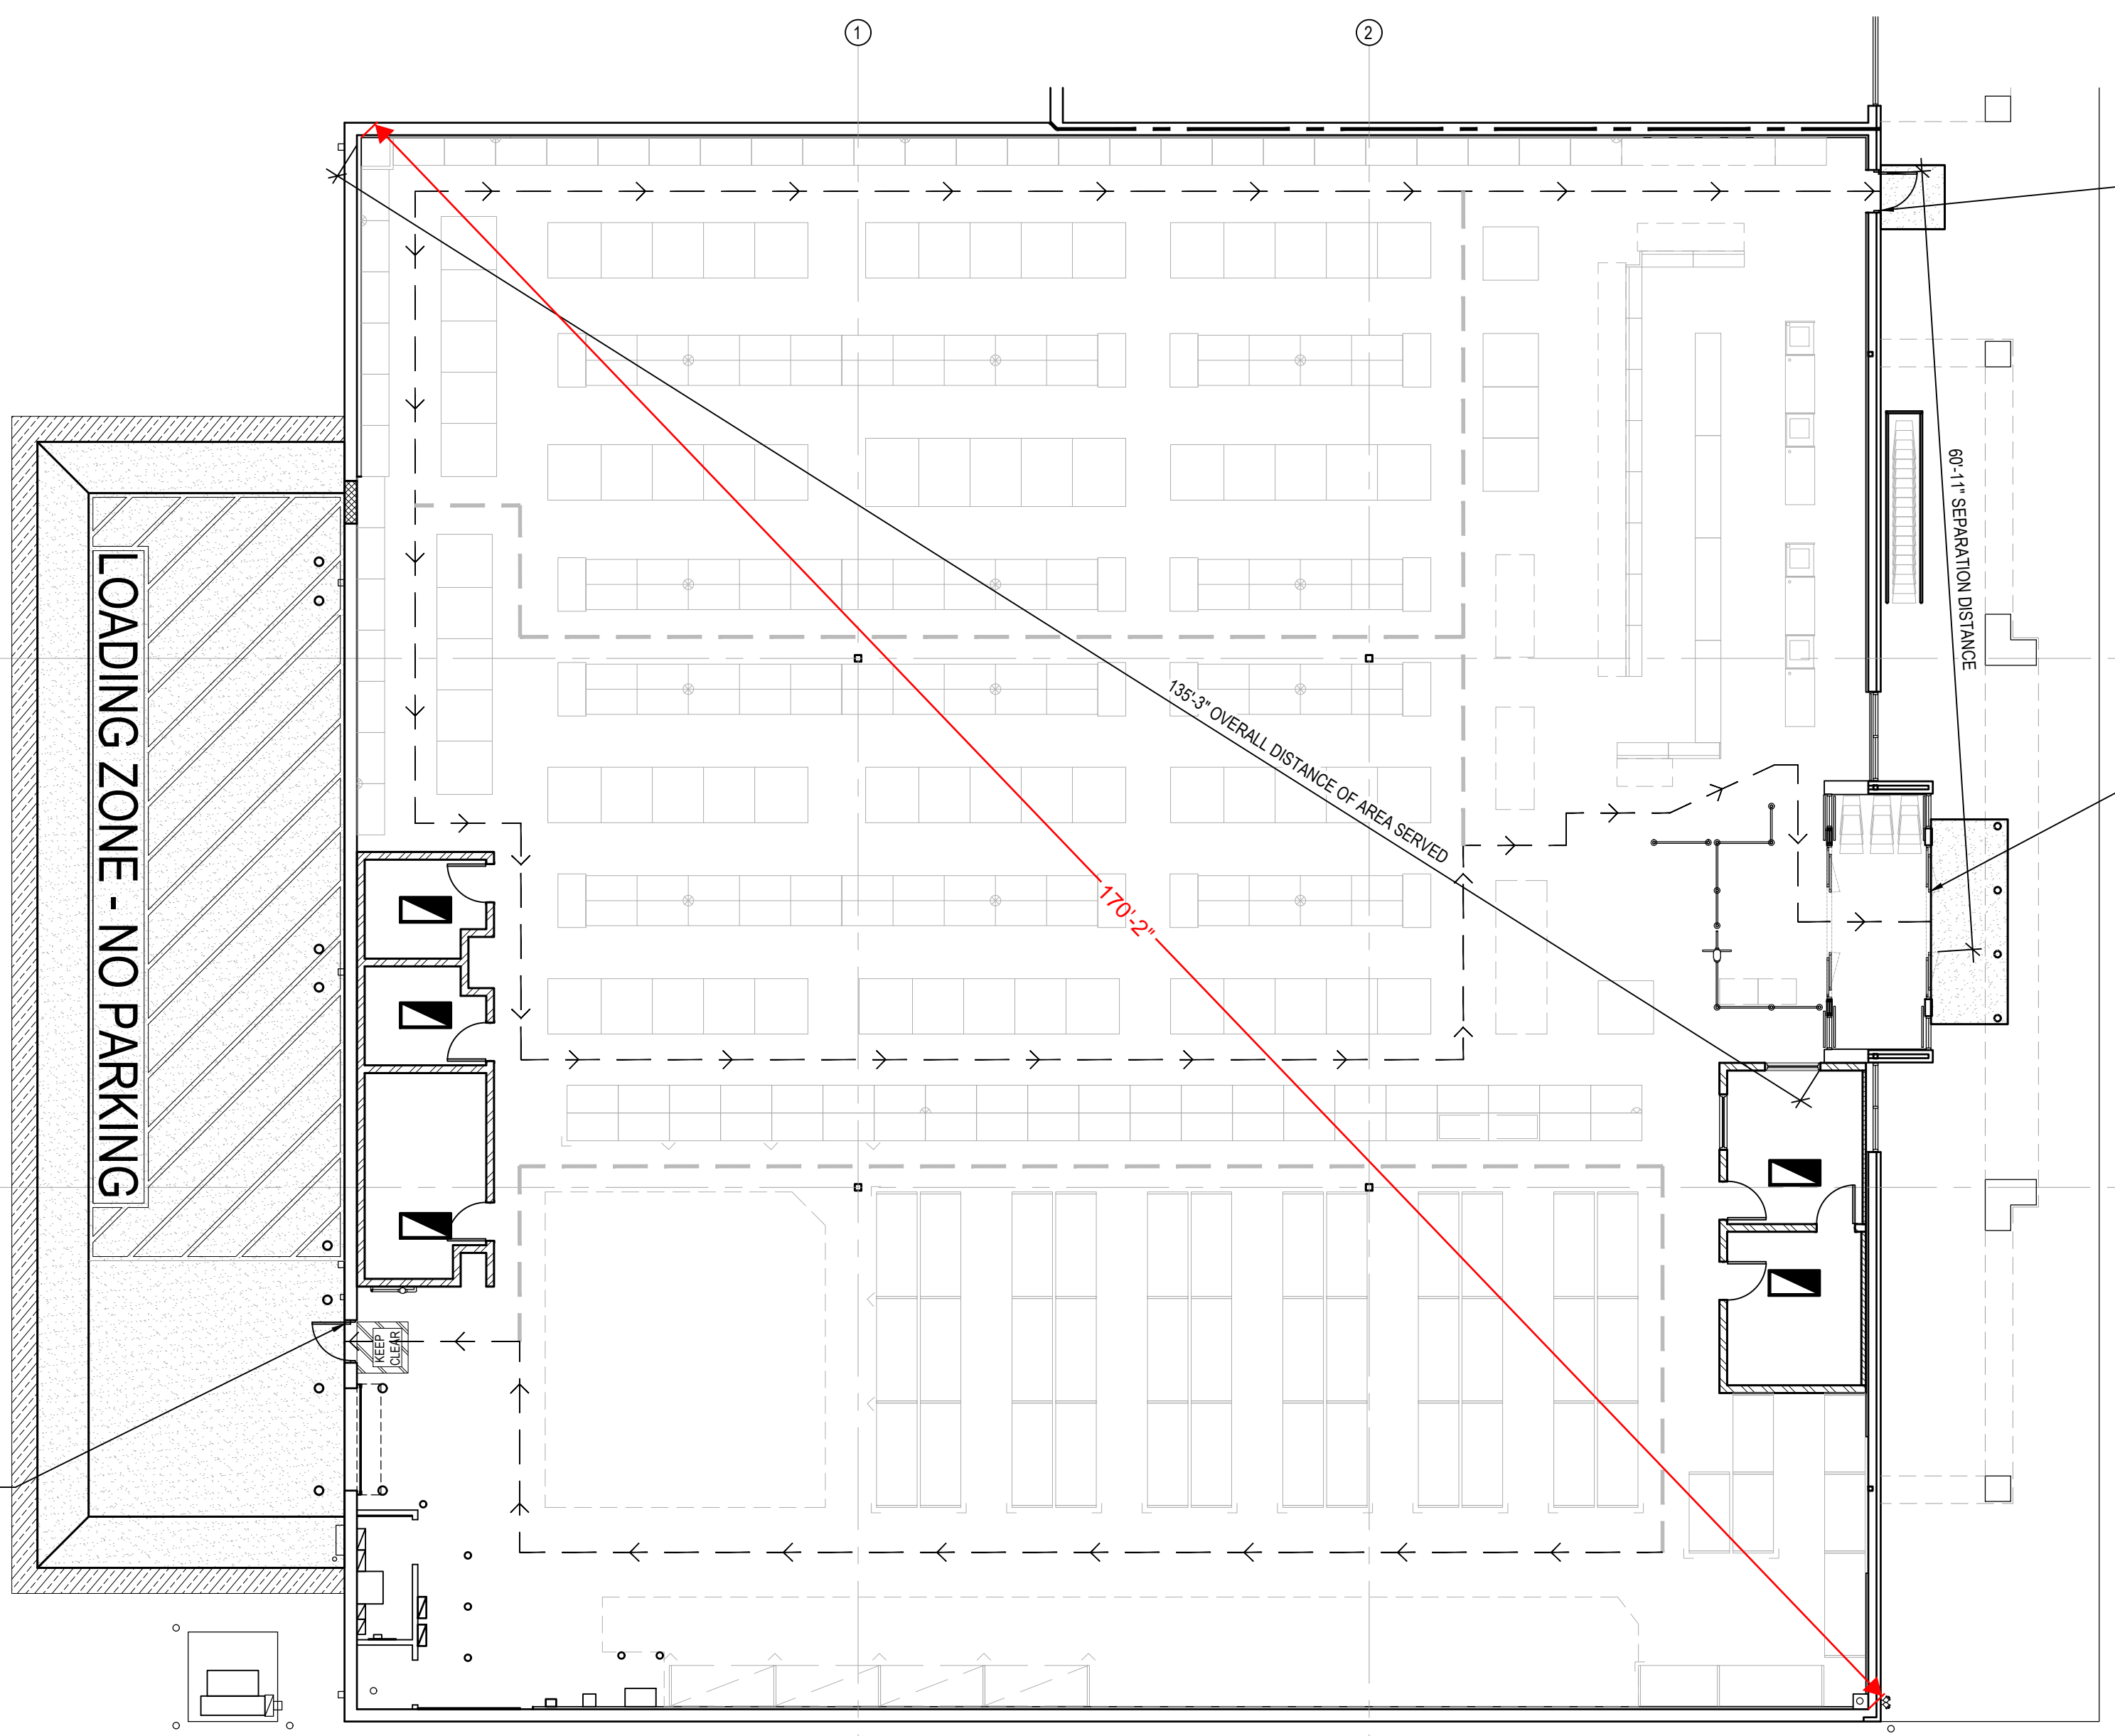 1
2
60'-11" SEPARATION DISTANCE
135'-3" OVERALL DISTANCE OF AREA SERVED
170'-2"
LOADING ZONE - NO PARKING
KEEP
CLEAR